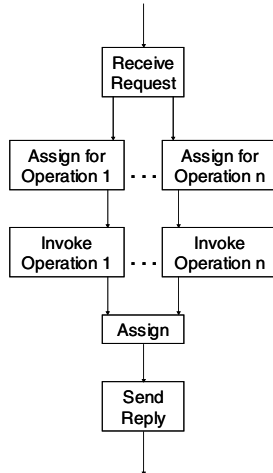 Receive
Request
Assign for
Operation 1
...
Assign for
Operation n
Invoke
Operation 1
...
Invoke
Operation n
Assign
Send
Reply